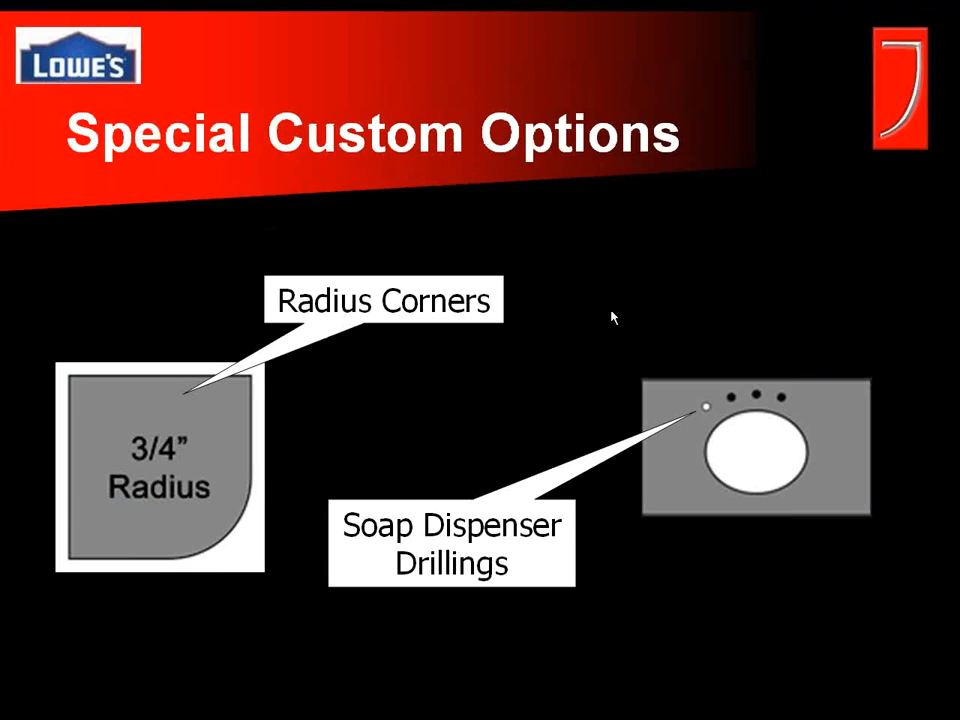 LOWE'S
Special Custom Options
Radius Corners
3/4”
Radius
Soap Dispenser
Drillings